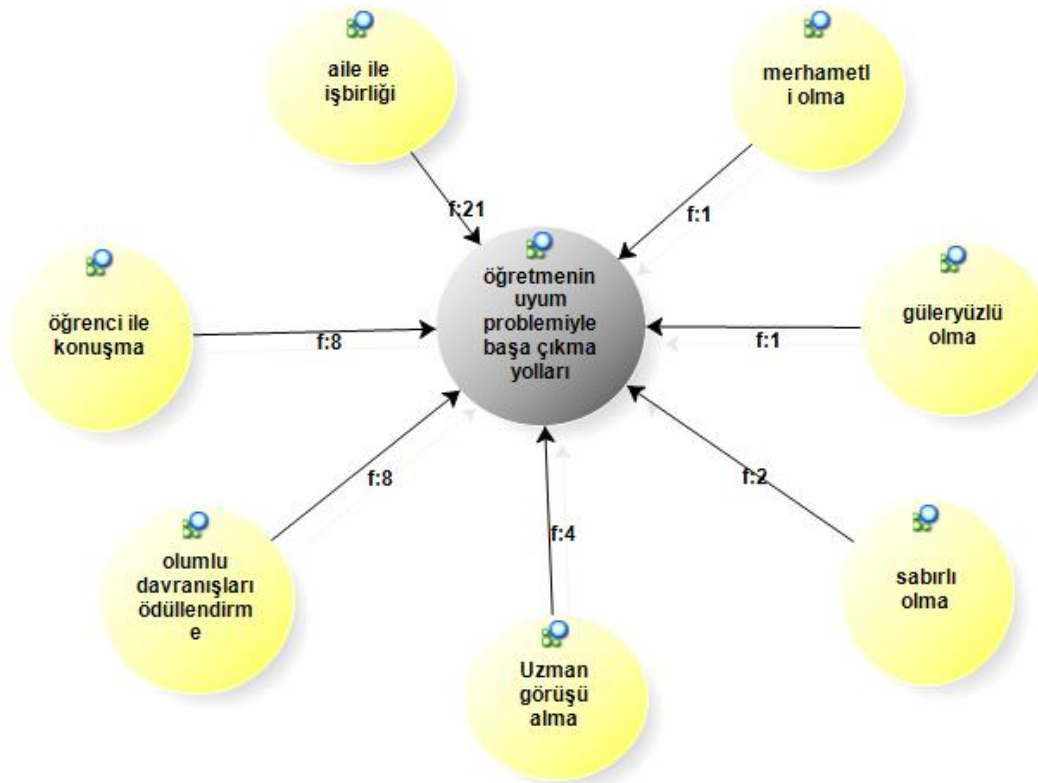 aile ile
işbirliği
merhametl
i olma
f:21
f:1
öğretmenin
uyum
problemiyle
başa çıkma
yolları
öğrenci ile
konuşma
f:8
güleryüzlü
olma
f:1
f:8
f:2
f:4
olumlu
davranışları
ödüllendirm
e
sabırlı
olma
Uzman
görüşü
alma